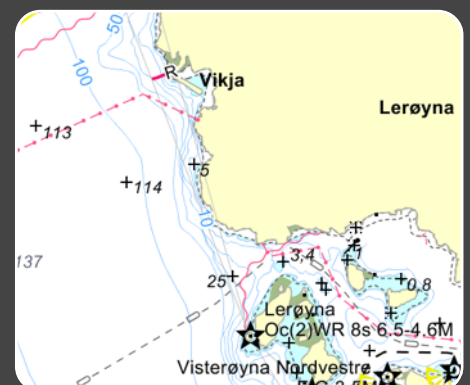 50
100
R
Vikja
Lerøyna
113
5
114
10
3,4
1
137
25
0.8
Lerøyna
Oc(2)WR 8s 6.5-4.6M
Visterøyna Nordvestre